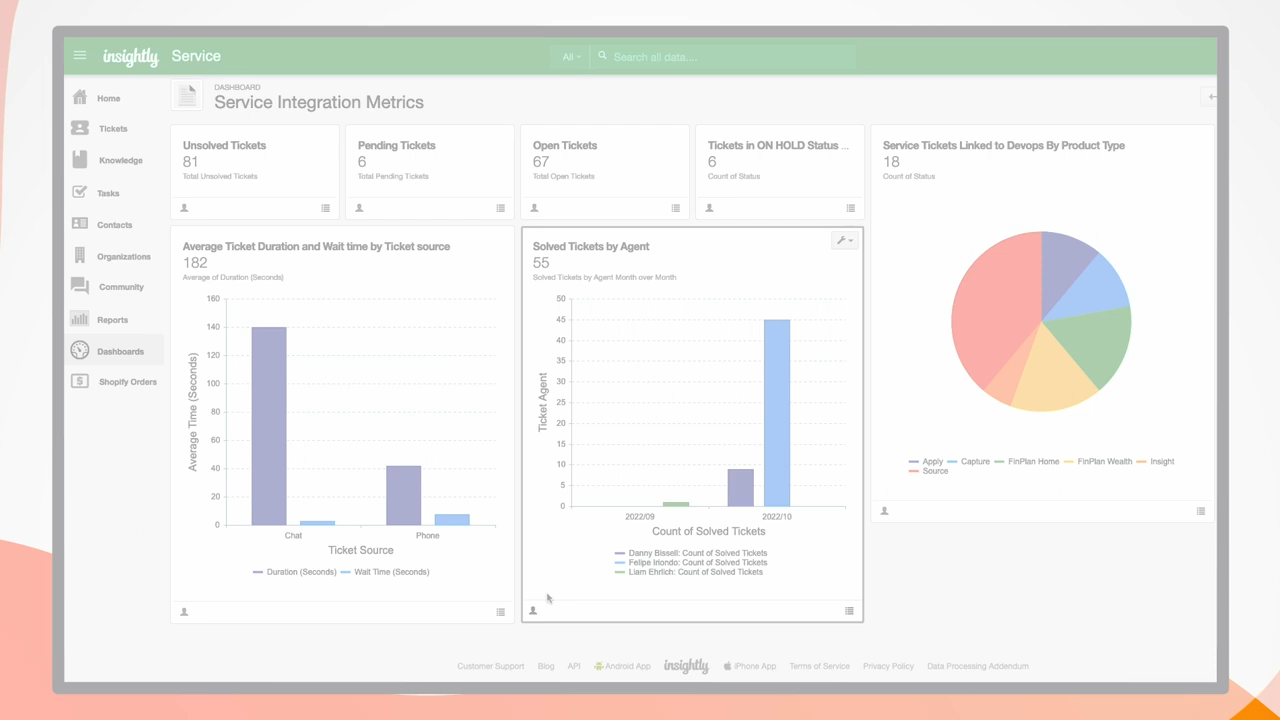 insightly Service
All
Search all data....
Home
Tickets
Knowledge
Tasks
Contacts
Organizations
Community
Reports
Dashboards
Shopify Orders
DASHBOARD
Service Integration Metrics
Unsolved Tickets
81
Total Unsolved Tickets
Pending Tickets
6
Total Pending Tickets
Open Tickets
67
Total Open Tickets
Tickets in ON HOLD Status ...
6
Count of Status
Service Tickets Linked to Devops By Product Type
18
Count of Status
Apply Capture FinPlan Home FinPlan Wealth Insight
Source
Average Ticket Duration and Wait time by Ticket source
182
Average of Duration (Seconds)
Average Time (Seconds)
160
140
120
100
80
60
40
20
0
Chat Phone
Ticket Source
Duration (Seconds) Wait Time (Seconds)
Solved Tickets by Agent
55
Solved Tickets by Agent Month over Month
Ticket Agent
50
45
40
35
30
25
20
15
10
5
0
2022/09 2022/10
Count of Solved Tickets
Danny Bissell: Count of Solved Tickets
Felipe Iriondo: Count of Solved Tickets
Liam Ehrlich: Count of Solved Tickets
Customer Support Blog API Android App insightly iPhone App Terms of Service Privacy Policy Data Processing Addendum